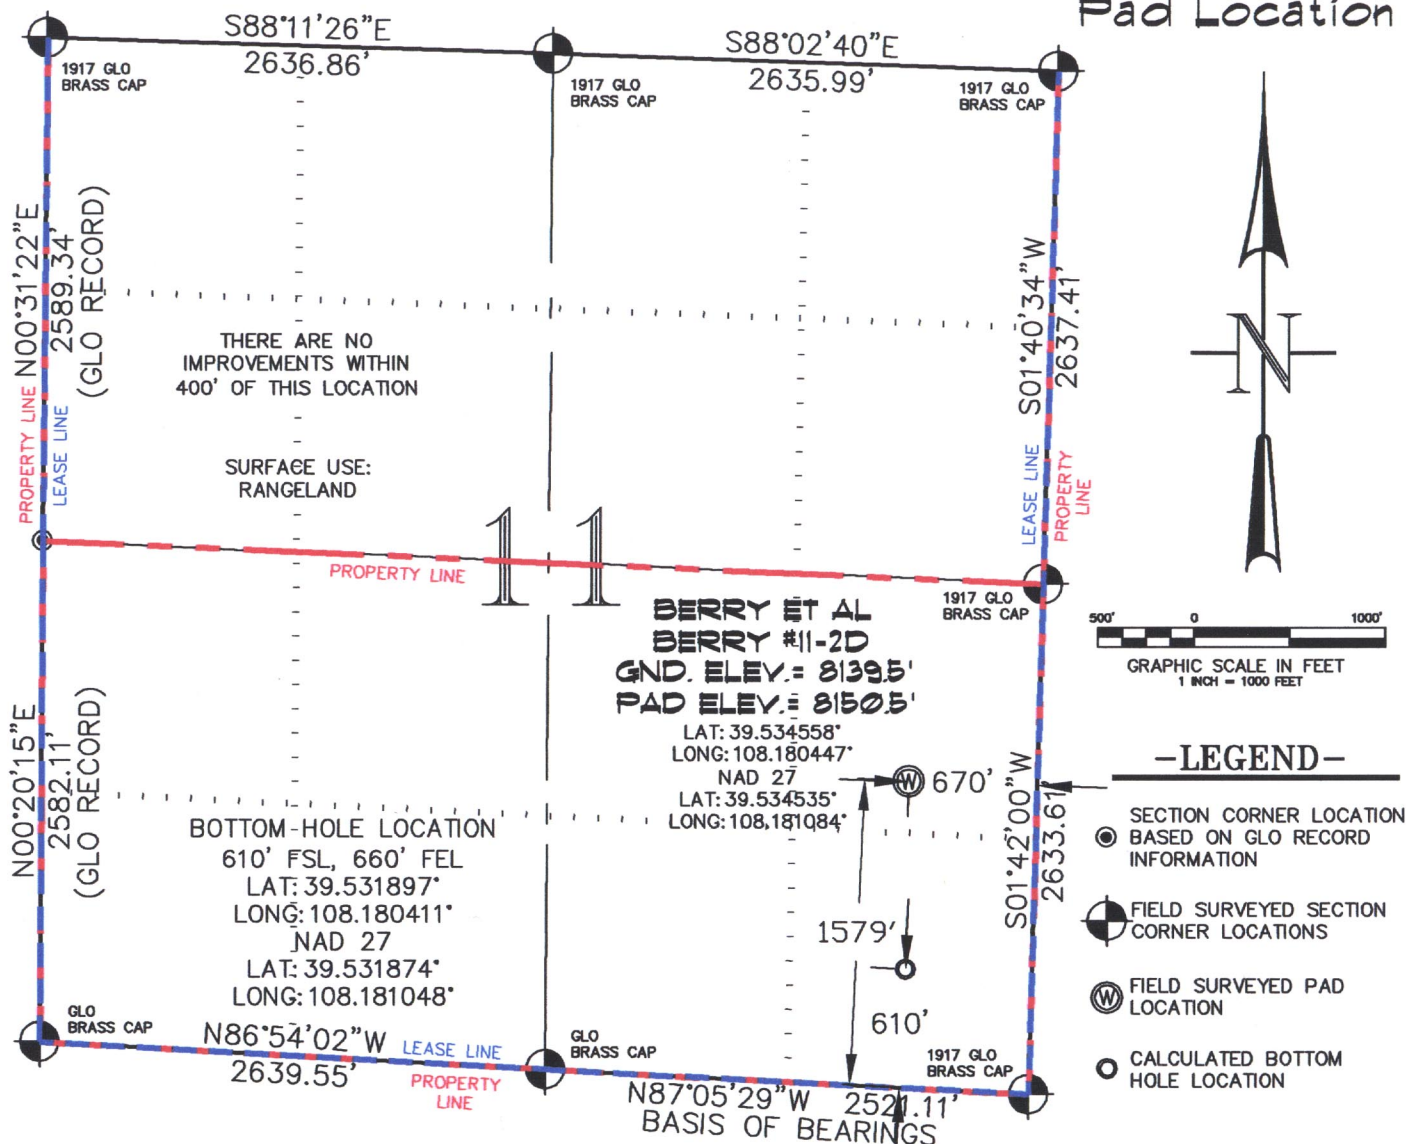 Pad Location
S88°11'26"E
2636.86'
S88°02'40"E
2635.99'
1917 GLO
BRASS CAP
1917 GLO
BRASS CAP
1917 GLO
BRASS CAP
N00°31'22"E
2589.34'
(GLO RECORD)
PROPERTY LINE
LEASE LINE
THERE ARE NO
IMPROVEMENTS WITHIN
400' OF THIS LOCATION
SURFACE USE:
RANGELAND
S01°40'34"W
2637.41'
LEASE LINE
PROPERTY
LINE
N
11
PROPERTY LINE
1917 GLO
BRASS CAP
BERRY ET AL
BERRY #11-2D
GND. ELEV.= 8139.5'
PAD ELEV.= 8150.5'
LAT: 39.534558°
LONG: 108.180447°
NAD 27
LAT: 39.534535°
LONG: 108.181084°
W 670'
500' 0 1000'
GRAPHIC SCALE IN FEET
1 INCH = 1000 FEET
N00°20'15"E
2582.11'
(GLO RECORD)
BOTTOM-HOLE LOCATION
610' FSL, 660' FEL
LAT: 39.531897°
LONG: 108.180411°
NAD 27
LAT: 39.531874°
LONG: 108.181048°
1579'
610'
S01°42'00"W
2633.61'
-LEGEND-
SECTION CORNER LOCATION
BASED ON GLO RECORD
INFORMATION
FIELD SURVEYED SECTION
CORNER LOCATIONS
W FIELD SURVEYED PAD
LOCATION
CALCULATED BOTTOM
HOLE LOCATION
GLO
BRASS CAP
N86°54'02"W
2639.55'
LEASE LINE
PROPERTY
LINE
GLO
BRASS CAP
1917 GLO
BRASS CAP
N87°05'29"W 2521.11'
BASIS OF BEARINGS